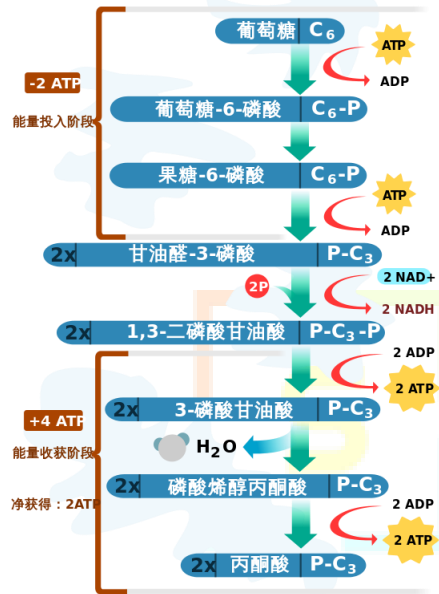 葡萄糖 C6
ATP
ADP
-2 ATP
能量投入阶段
葡萄糖-6-磷酸 C6-P
果糖-6-磷酸 C6-P
ATP
ADP
2x 甘油醛-3-磷酸 P-C3
2P
2 NAD+
2 NADH
2x 1,3-二磷酸甘油酸 P-C3-P
2 ADP
2 ATP
2x 3-磷酸甘油酸 P-C3
+4 ATP
能量收获阶段
H2O
2x 磷酸烯醇丙酮酸 P-C3
净获得：2ATP
2 ADP
2 ATP
2x 丙酮酸 P-C3